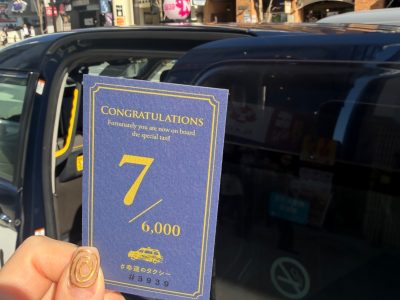 CONGRATULATIONS
Fortunately you are now on board
the special taxi!
7/6,000
#幸運のタクシー
#3939